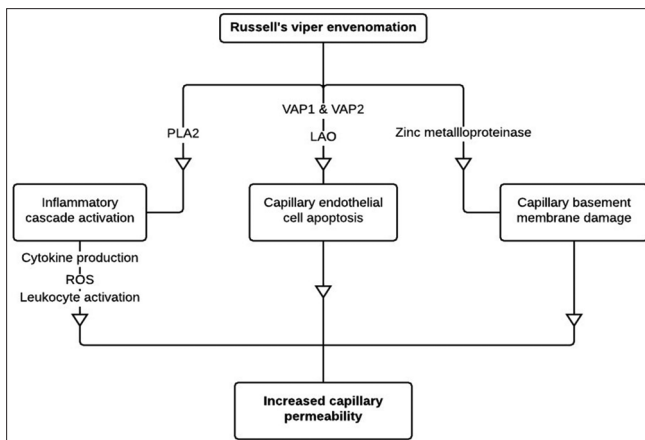 Russell's viper envenomation
VAP1 & VAP2
PLA2
LAO
Zinc metallloproteinase
Inflammatory
cascade activation
Capillary endothelial
cell apoptosis
Capillary basement
membrane damage
Cytokine production
ROS
Leukocyte activation
Increased capillary
permeability